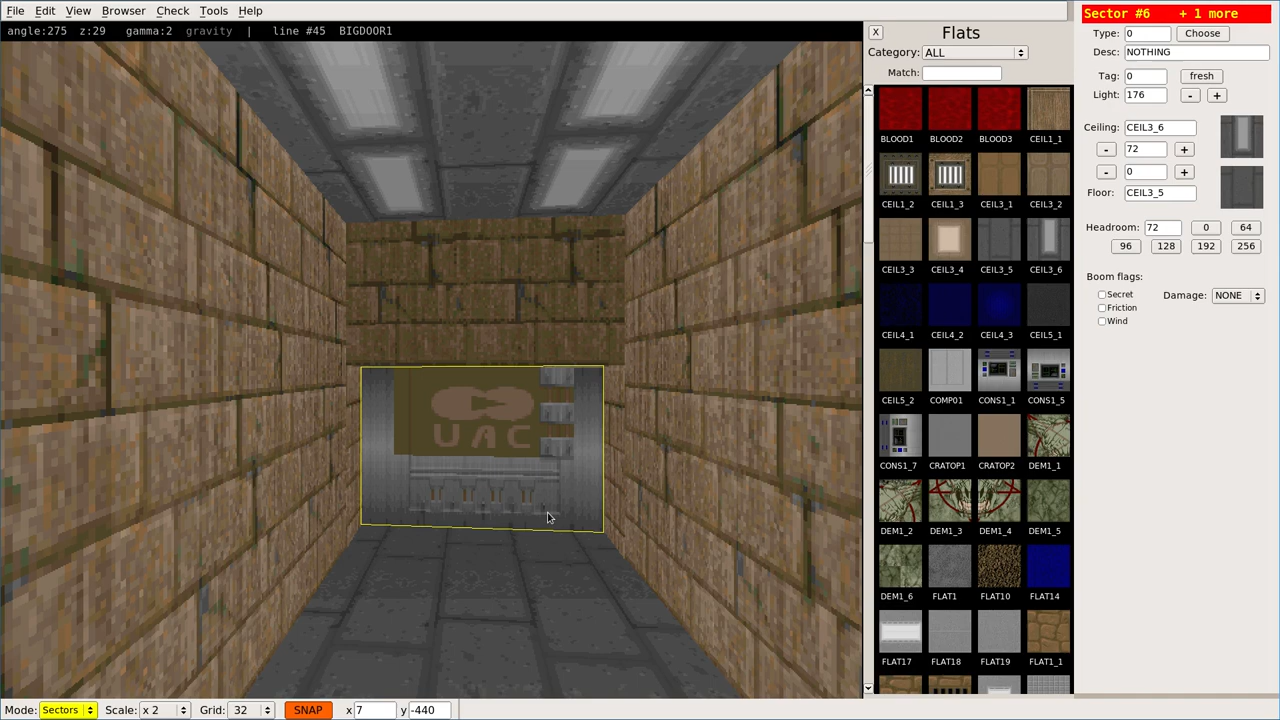 File Edit View Browser Check Tools Help
angle:275 z:29 gamma:2 gravity | line #45 BIGDOOR1
UAC
X Flats
Category: ALL
Match:
BLOOD1 BLOOD2 BLOOD3 CEIL1_1
CEIL1_2 CEIL1_3 CEIL3_1 CEIL3_2
CEIL3_3 CEIL3_4 CEIL3_5 CEIL3_6
CEIL4_1 CEIL4_2 CEIL4_3 CEIL5_1
CEIL5_2 COMP01 CONS1_1 CONS1_5
CONS1_7 CRATOP1 CRATOP2 DEM1_1
DEM1_2 DEM1_3 DEM1_4 DEM1_5
DEM1_6 FLAT1 FLAT10 FLAT14
FLAT17 FLAT18 FLAT19 FLAT1_1
Sector #6 + 1 more
Type: 0 Choose
Desc: NOTHING
Tag: 0 fresh
Light: 176 - +
Ceiling: CEIL3_6
- 72 +
- 0 +
Floor: CEIL3_5
Headroom: 72 0 64
96 128 192 256
Boom flags:
Secret Damage: NONE
Friction
Wind
Mode: Sectors Scale: x 2 Grid: 32 SNAP x 7 y -440